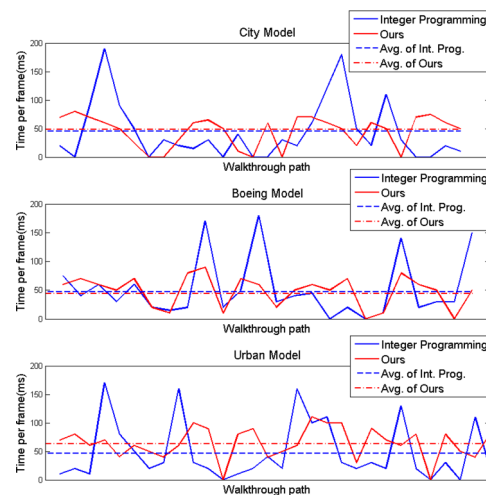 City Model
Integer Programming
Ours
Avg. of Int. Prog.
Avg. of Ours
Time per frame(ms)
200
150
100
50
0
Walkthrough path
Boeing Model
Integer Programming
Ours
Avg. of Int. Prog.
Avg. of Ours
Time per frame(ms)
200
150
100
50
0
Walkthrough path
Urban Model
Integer Programming
Ours
Avg. of Int. Prog.
Avg. of Ours
Time per frame(ms)
200
150
100
50
0
Walkthrough path